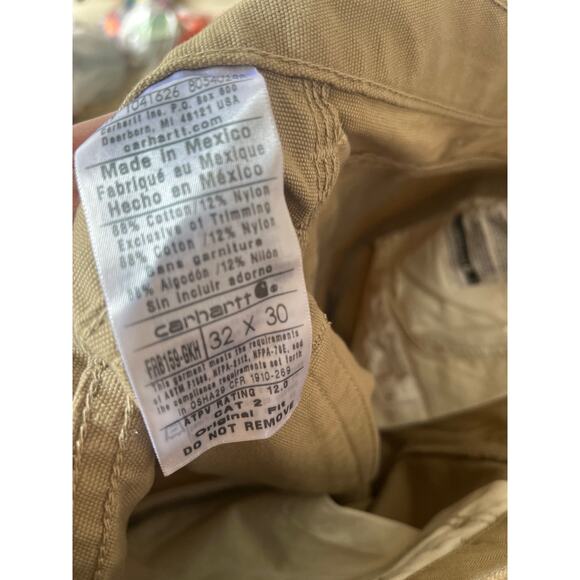 1041626
Carhartt Inc. P.O. Box 600
Dearborn, MI 48121 USA
carhartt.com
Made in Mexico
Fabriqué au Mexique
Hecho en México
88% Cotton/12% Nylon
Exclusive of Trimming
88% Coton /12% Nylon
Sans garniture
88% Algodón /12% Nilón
Sin incluir adorno
carhartt
FRB159-GKH 32 X 30
This garment meets the requirements
of ASTM F1506, NFPA-2112, NFPA-70E, and
the compliance requirements set forth
in OSHA29 CFR 1910-269
ATPV RATING 12.0
CAT 2
Original Fit
DO NOT REMOVE